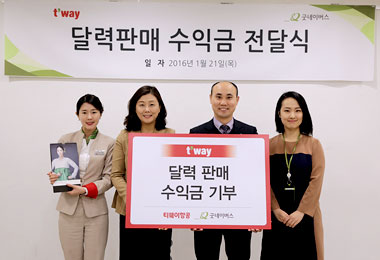 t'way
굿네이버스
달력판매 수익금 전달식
일 자 2016년 1월 21일(목)
t'way
달력 판매
수익금 기부
티웨이항공 굿네이버스